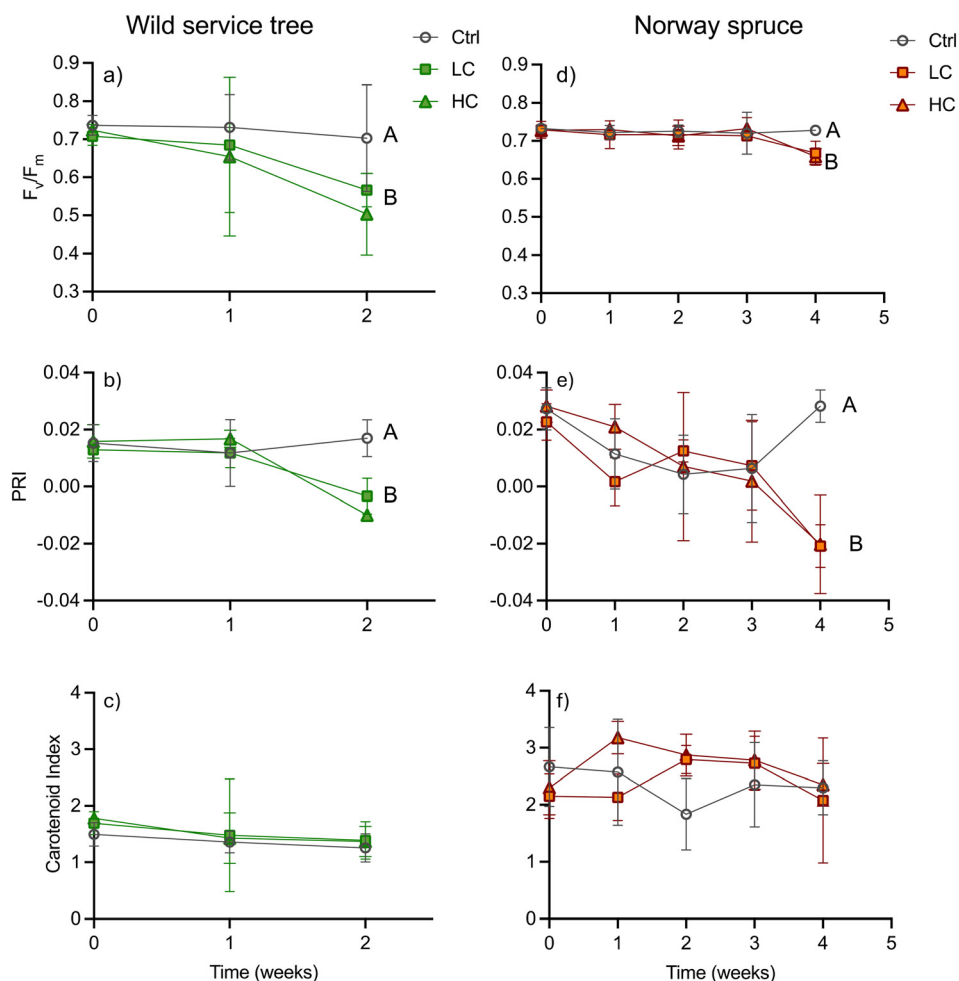 Wild service tree
Ctrl
LC
HC
a)
0.9
0.8
0.7
0.6
0.5
0.4
0.3
Fv/Fm
A
B
0
1
2
Norway spruce
Ctrl
LC
HC
d)
0.9
0.8
0.7
0.6
0.5
0.4
0.3
A
B
0
1
2
3
4
5
b)
0.04
0.02
0.00
-0.02
-0.04
PRI
A
B
0
1
2
e)
0.04
0.02
0.00
-0.02
-0.04
A
B
0
1
2
3
4
5
c)
4
3
2
1
0
Carotenoid Index
0
1
2
Time (weeks)
f)
4
3
2
1
0
0
1
2
3
4
5
Time (weeks)